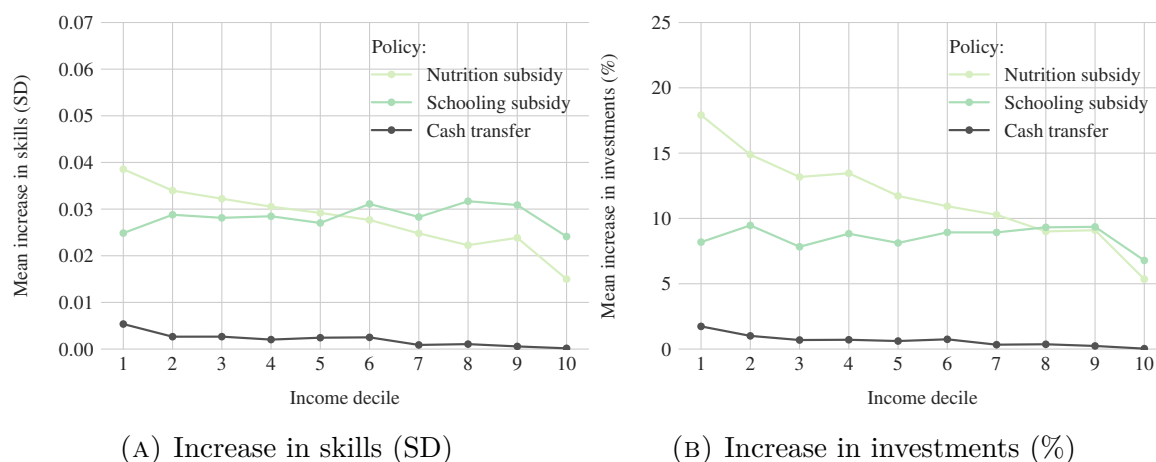 Mean increase in skills (SD)
0.07
0.06
0.05
0.04
0.03
0.02
0.01
0.00
Policy:
Nutrition subsidy
Schooling subsidy
Cash transfer
1 2 3 4 5 6 7 8 9 10
Income decile
(A) Increase in skills (SD)
Mean increase in investments (%)
25
20
15
10
5
0
Policy:
Nutrition subsidy
Schooling subsidy
Cash transfer
1 2 3 4 5 6 7 8 9 10
Income decile
(B) Increase in investments (%)